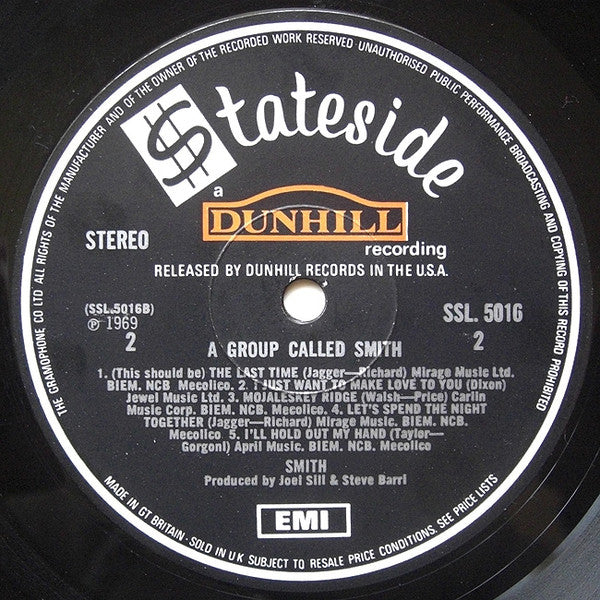 THE GRAMOPHONE CO LTD ALL RIGHTS OF THE MANUFACTURER AND OF THE OWNER OF THE RECORDED WORK RESERVED UNAUTHORISED PUBLIC PERFORMANCE BROADCASTING AND COPYING OF THIS RECORD PROHIBITED
$tateside
a
DUNHILL
recording
STEREO
RELEASED BY DUNHILL RECORDS IN THE U.S.A.
(SSL.5016B)
℗ 1969
2
SSL. 5016
2
A GROUP CALLED SMITH
1. (This should be) THE LAST TIME (Jagger—Richard) Mirage Music Ltd.
BIEM. NCB. Mecolico. 2. I JUST WANT TO MAKE LOVE TO YOU (Dixon)
Jewel Music Ltd. 3. MOJALESKEY RIDGE (Walsh—Price) Carlin
Music Corp. BIEM. NCB. Mecolico. 4. LET'S SPEND THE NIGHT
TOGETHER (Jagger—Richard) Mirage Music. BIEM. NCB.
Mecolico 5. I'LL HOLD OUT MY HAND (Taylor—
Gorgoni) April Music. BIEM. NCB. Mecolico
SMITH
Produced by Joel Sill & Steve Barri
EMI
MADE IN GT BRITAIN · SOLD IN U K SUBJECT TO RESALE PRICE CONDITIONS. SEE PRICE LISTS